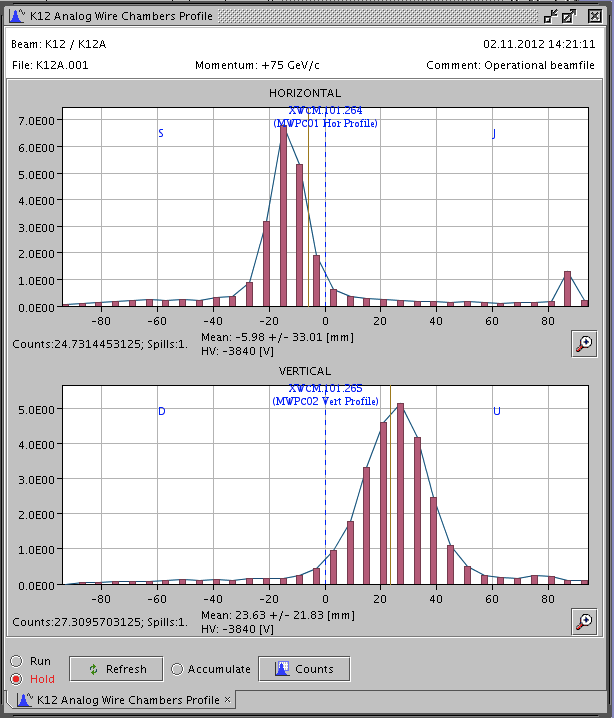 K12 Analog Wire Chambers Profile
Beam: K12 / K12A 02.11.2012 14:21:11
File: K12A.001 Momentum: +75 GeV/c Comment: Operational beamfile
HORIZONTAL
XWCM.101.264
(MWPC01 Hor Profile)
S J
7.0E00
6.0E00
5.0E00
4.0E00
3.0E00
2.0E00
1.0E00
0.0E00
-80 -60 -40 -20 0 20 40 60 80
Counts:24.7314453125; Spills:1. Mean: -5.98 +/- 33.01 [mm]
HV: -3840 [V]
VERTICAL
XWCM.101.265
(MWPC02 Vert Profile)
D U
5.0E00
4.0E00
3.0E00
2.0E00
1.0E00
0.0E00
-80 -60 -40 -20 0 20 40 60 80
Counts:27.3095703125; Spills:1. Mean: 23.63 +/- 21.83 [mm]
HV: -3840 [V]
Run
Hold
Refresh
Accumulate
Counts
K12 Analog Wire Chambers Profile ×